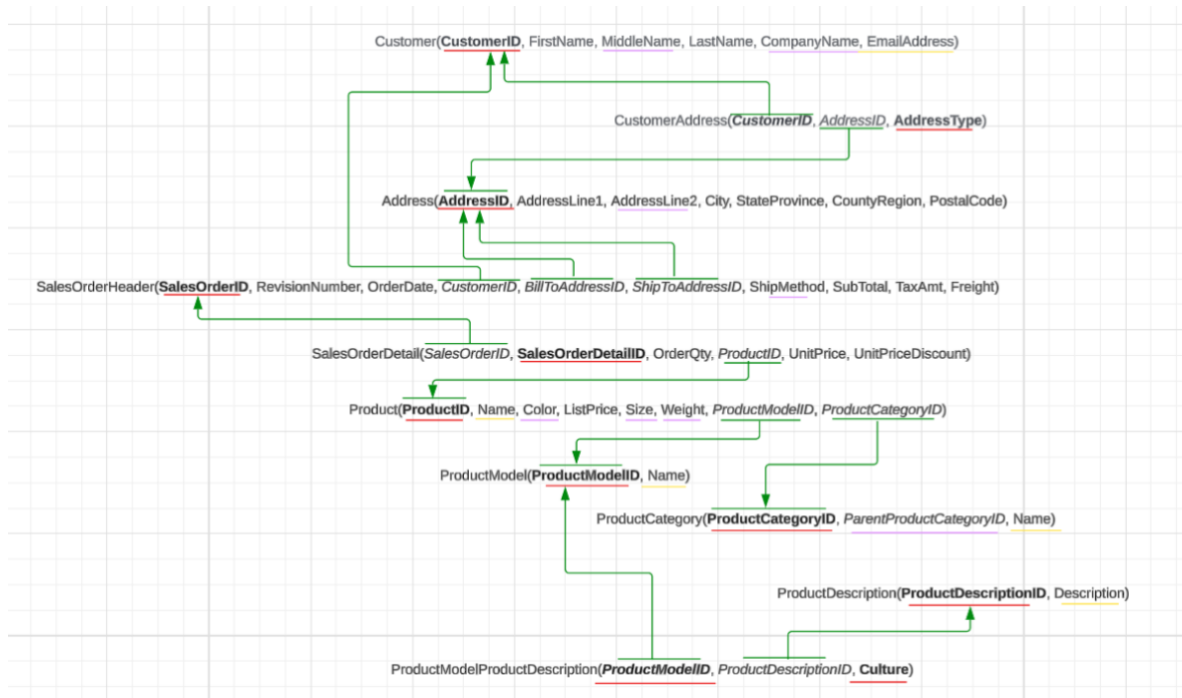 Customer(CustomerID, FirstName, MiddleName, LastName, CompanyName, EmailAddress)
CustomerAddress(CustomerID, AddressID, AddressType)
Address(AddressID, AddressLine1, AddressLine2, City, StateProvince, CountyRegion, PostalCode)
SalesOrderHeader(SalesOrderID, RevisionNumber, OrderDate, CustomerID, BillToAddressID, ShipToAddressID, ShipMethod, SubTotal, TaxAmt, Freight)
SalesOrderDetail(SalesOrderID, SalesOrderDetailID, OrderQty, ProductID, UnitPrice, UnitPriceDiscount)
Product(ProductID, Name, Color, ListPrice, Size, Weight, ProductModelID, ProductCategoryID)
ProductModel(ProductModelID, Name)
ProductCategory(ProductCategoryID, ParentProductCategoryID, Name)
ProductDescription(ProductDescriptionID, Description)
ProductModelProductDescription(ProductModelID, ProductDescriptionID, Culture)